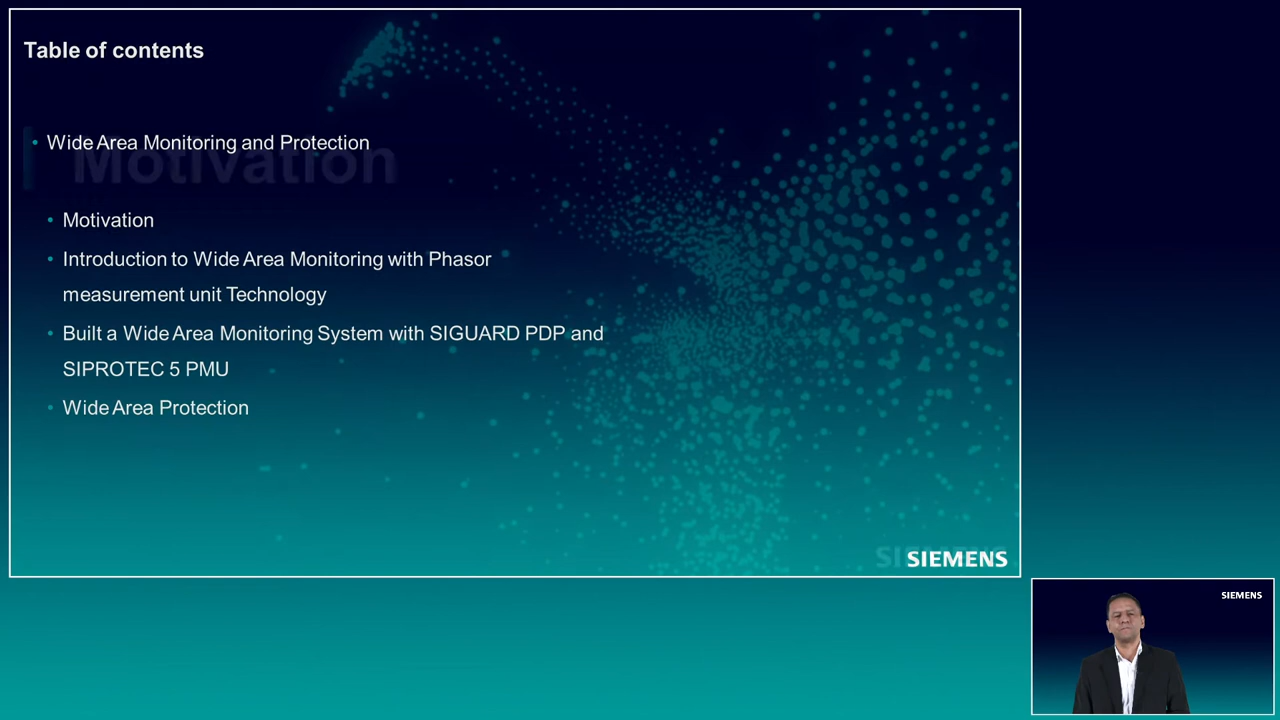 Table of contents
Wide Area Monitoring and Protection
Motivation
Motivation
Introduction to Wide Area Monitoring with Phasor
measurement unit Technology
Built a Wide Area Monitoring System with SIGUARD PDP and
SIPROTEC 5 PMU
Wide Area Protection
SIEMENS
SIEMENS